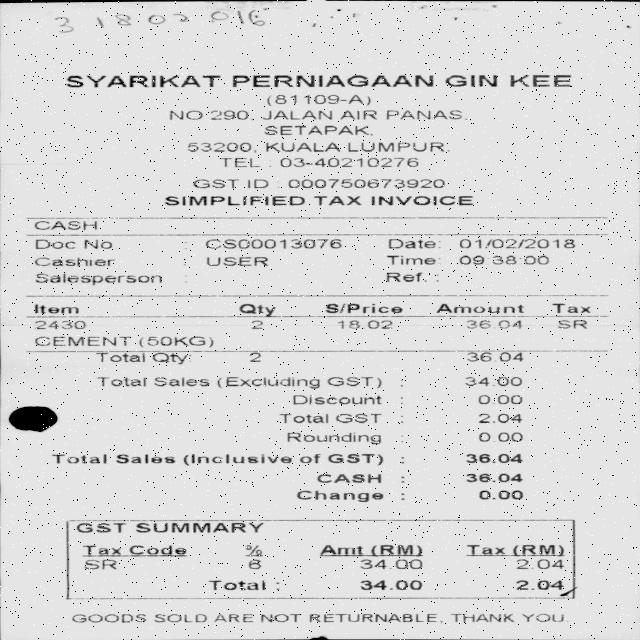 3 1802016
SYARIKAT PERNIAGAAN GIN KEE
(81109-A)
NO 290, JALAN AIR PANAS,
SETAPAK,
53200, KUALA LUMPUR.
TEL : 03-40210276
GST ID : 000750673920
SIMPLIFIED TAX INVOICE
CASH
Doc No : CS00013076 Date: 01/02/2018
Cashier : USER Time: 09:38:00
Salesperson : Ref. :
Item Qty S/Price Amount Tax
2430 2 18.02 36.04 SR
CEMENT (50KG)
Total Qty: 2 36.04
Total Sales (Excluding GST) : 34.00
Discount : 0.00
Total GST : 2.04
Rounding : 0.00
Total Sales (Inclusive of GST) : 36.04
CASH : 36.04
Change : 0.00
GST SUMMARY
Tax Code % Amt (RM) Tax (RM)
SR 6 34.00 2.04
Total : 34.00 2.04
GOODS SOLD ARE NOT RETURNABLE, THANK YOU.